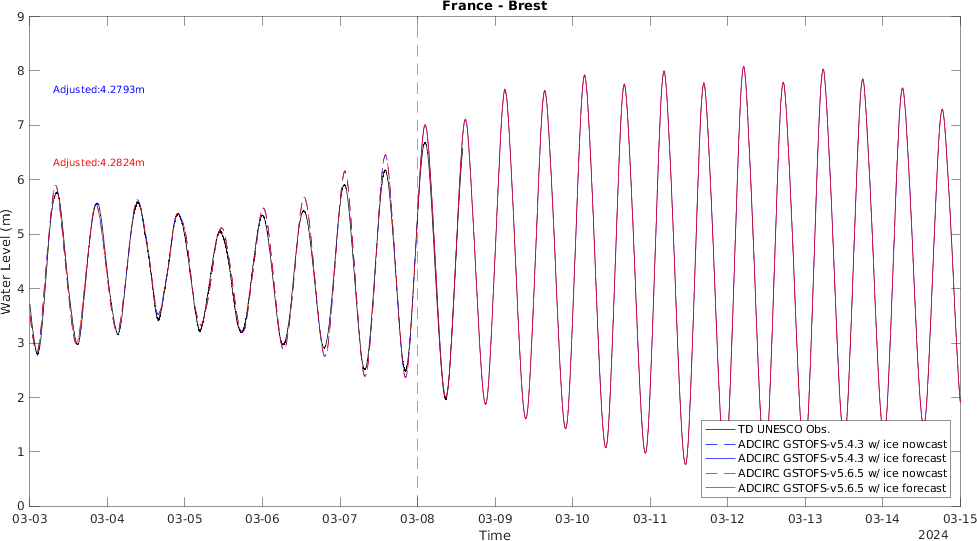 France - Brest
9
8
7
6
5
4
3
2
1
0
Water Level (m)
Adjusted:4.2793m
Adjusted:4.2824m
TD UNESCO Obs.
ADCIRC GSTOFS-v5.4.3 w/ ice nowcast
ADCIRC GSTOFS-v5.4.3 w/ ice forecast
ADCIRC GSTOFS-v5.6.5 w/ ice nowcast
ADCIRC GSTOFS-v5.6.5 w/ ice forecast
03-03 03-04 03-05 03-06 03-07 03-08 03-09 03-10 03-11 03-12 03-13 03-14 03-15
Time
2024